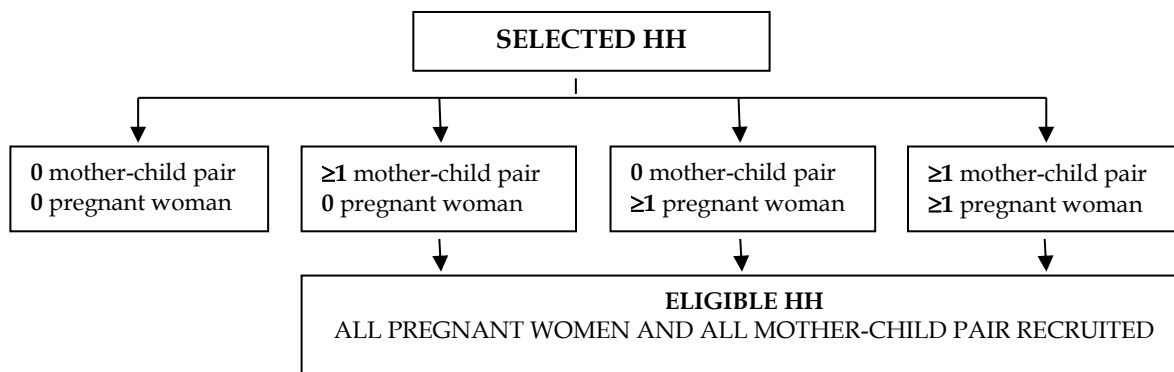 SELECTED HH
0 mother-child pair
0 pregnant woman
≥1 mother-child pair
0 pregnant woman
0 mother-child pair
≥1 pregnant woman
≥1 mother-child pair
≥1 pregnant woman
ELIGIBLE HH
ALL PREGNANT WOMEN AND ALL MOTHER-CHILD PAIR RECRUITED